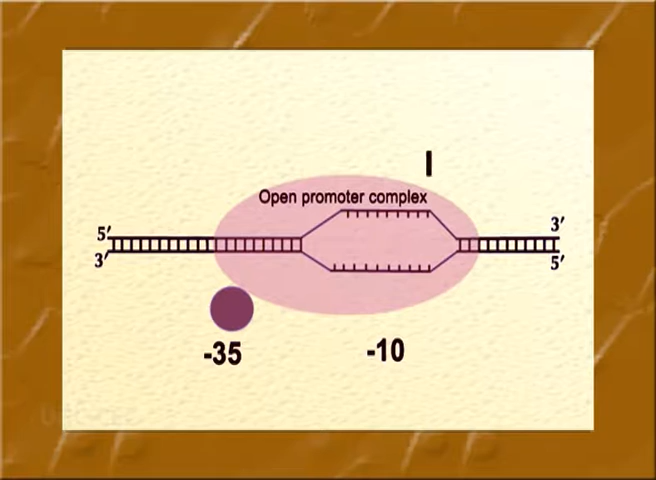 I
Open promoter complex
5′ 3′
3′ 5′
-35 -10